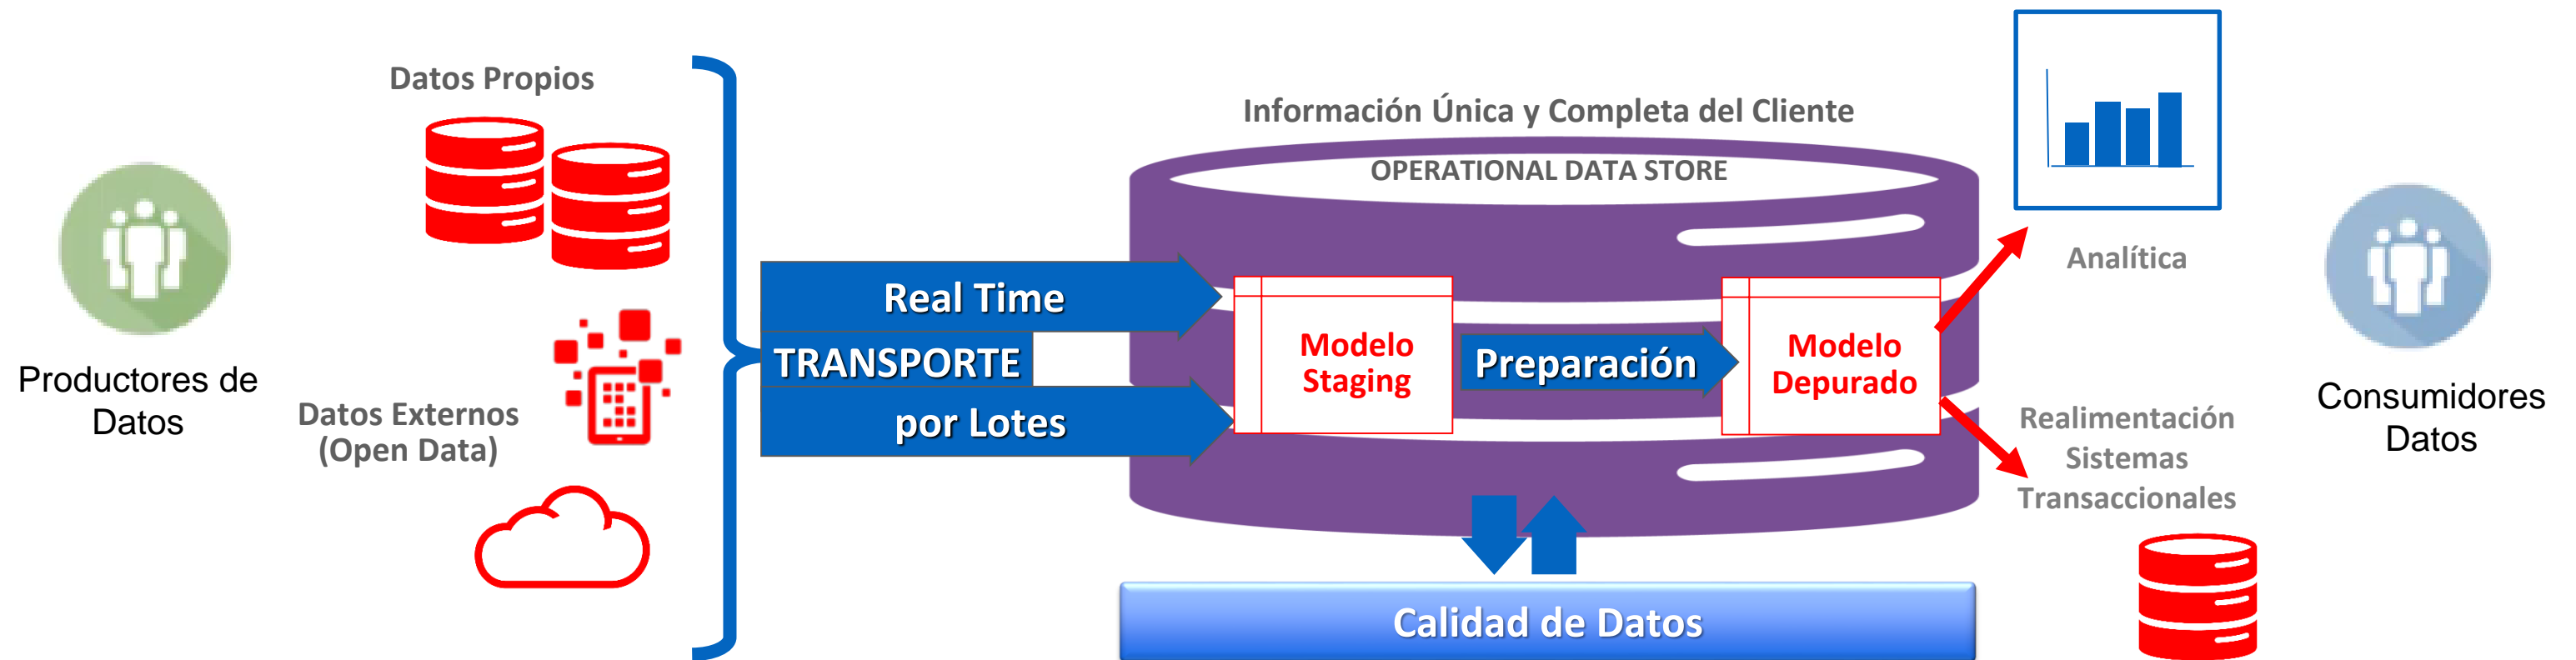 Productores de
Datos
Datos Propios
Datos Externos
(Open Data)
Real Time
TRANSPORTE
por Lotes
Información Única y Completa del Cliente
OPERATIONAL DATA STORE
Modelo
Staging
Preparación
Modelo
Depurado
Calidad de Datos
Analítica
Realimentación
Sistemas
Transaccionales
Consumidores
Datos